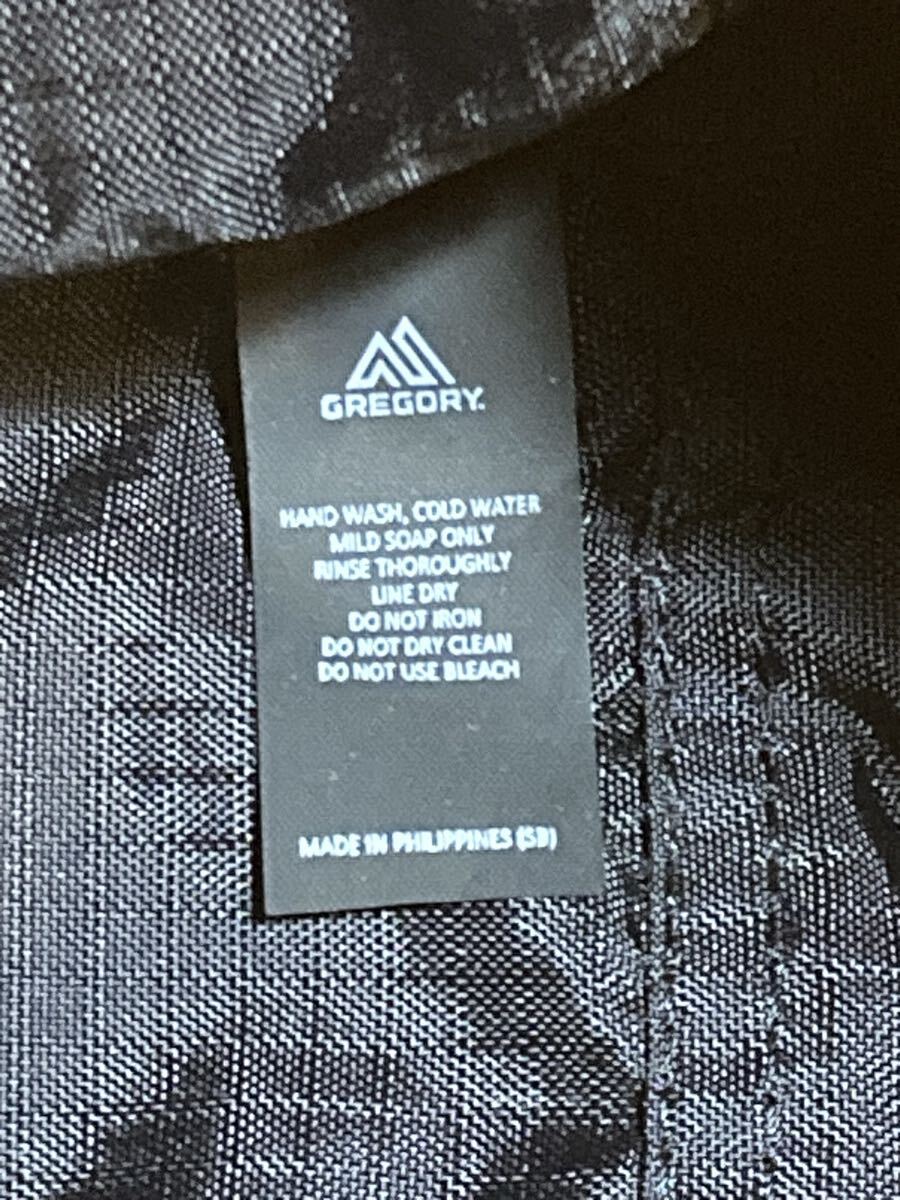 GREGORY.
HAND WASH, COLD WATER
MILD SOAP ONLY
RINSE THOROUGHLY
LINE DRY
DO NOT IRON
DO NOT DRY CLEAN
DO NOT USE BLEACH
MADE IN PHILIPPINES (SB)